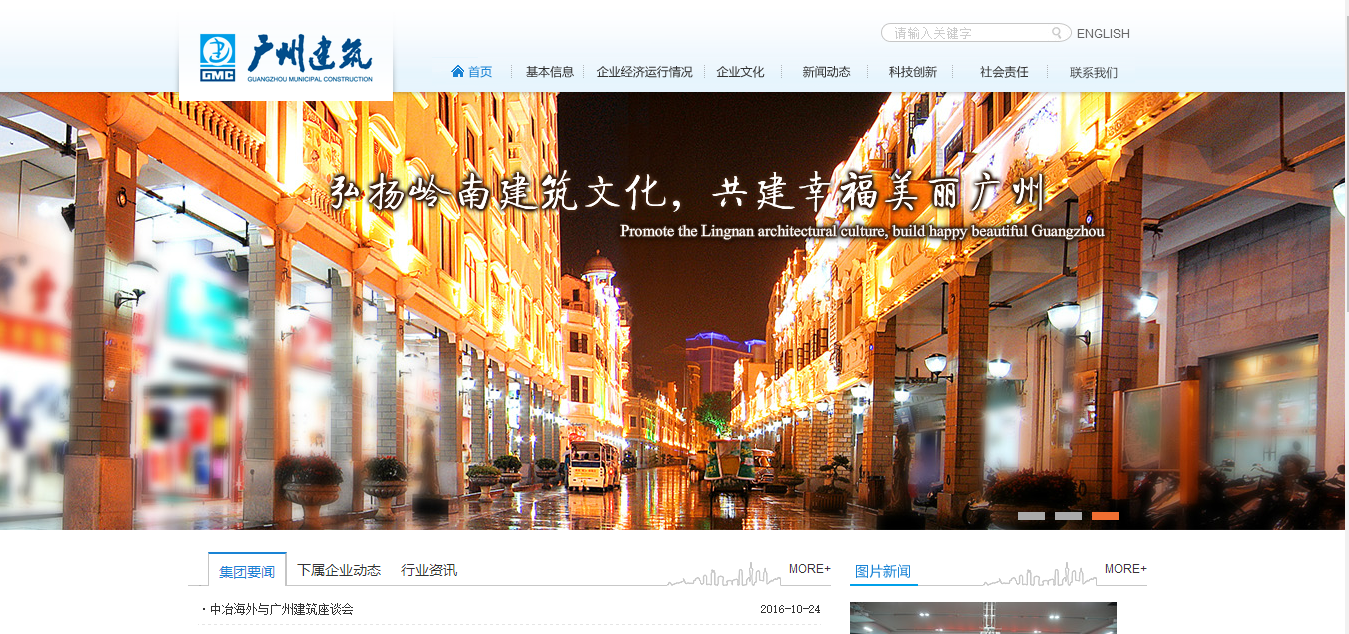 请输入关键字
ENGLISH
GMC
广州建筑
GUANGZHOU MUNICIPAL CONSTRUCTION
首页
基本信息
企业经济运行情况
企业文化
新闻动态
科技创新
社会责任
联系我们
弘扬岭南建筑文化，共建幸福美丽广州
Promote the Lingnan architectural culture, build happy beautiful Guangzhou
集团要闻
下属企业动态
行业资讯
MORE+
图片新闻
MORE+
· 中冶海外与广州建筑座谈会
2016-10-24